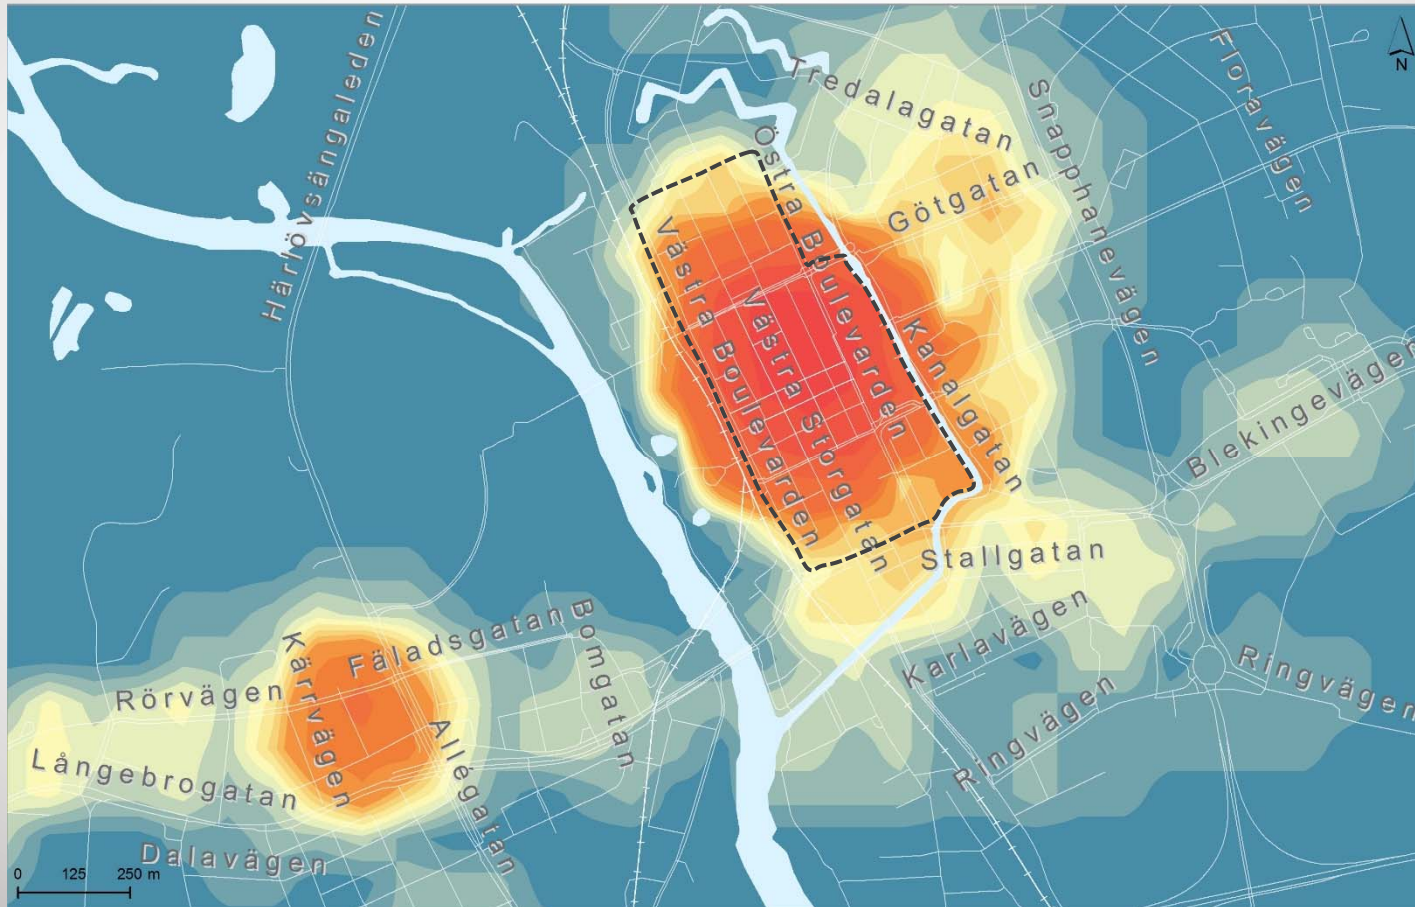 N
Härlövsängaleden
Tredalagatan
Snapphanevägen
Floravägen
Götgatan
Östra Boulevarden
Västra Boulevarden
Västra Storgatan
Kanalgatan
Blekingevägen
Stallgatan
Karlavägen
Ringvägen
Ringvägen
Bomgatan
Fäladsgatan
Kärrvägen
Rörvägen
Allégatan
Långebrogatan
Dalavägen
0 125 250 m